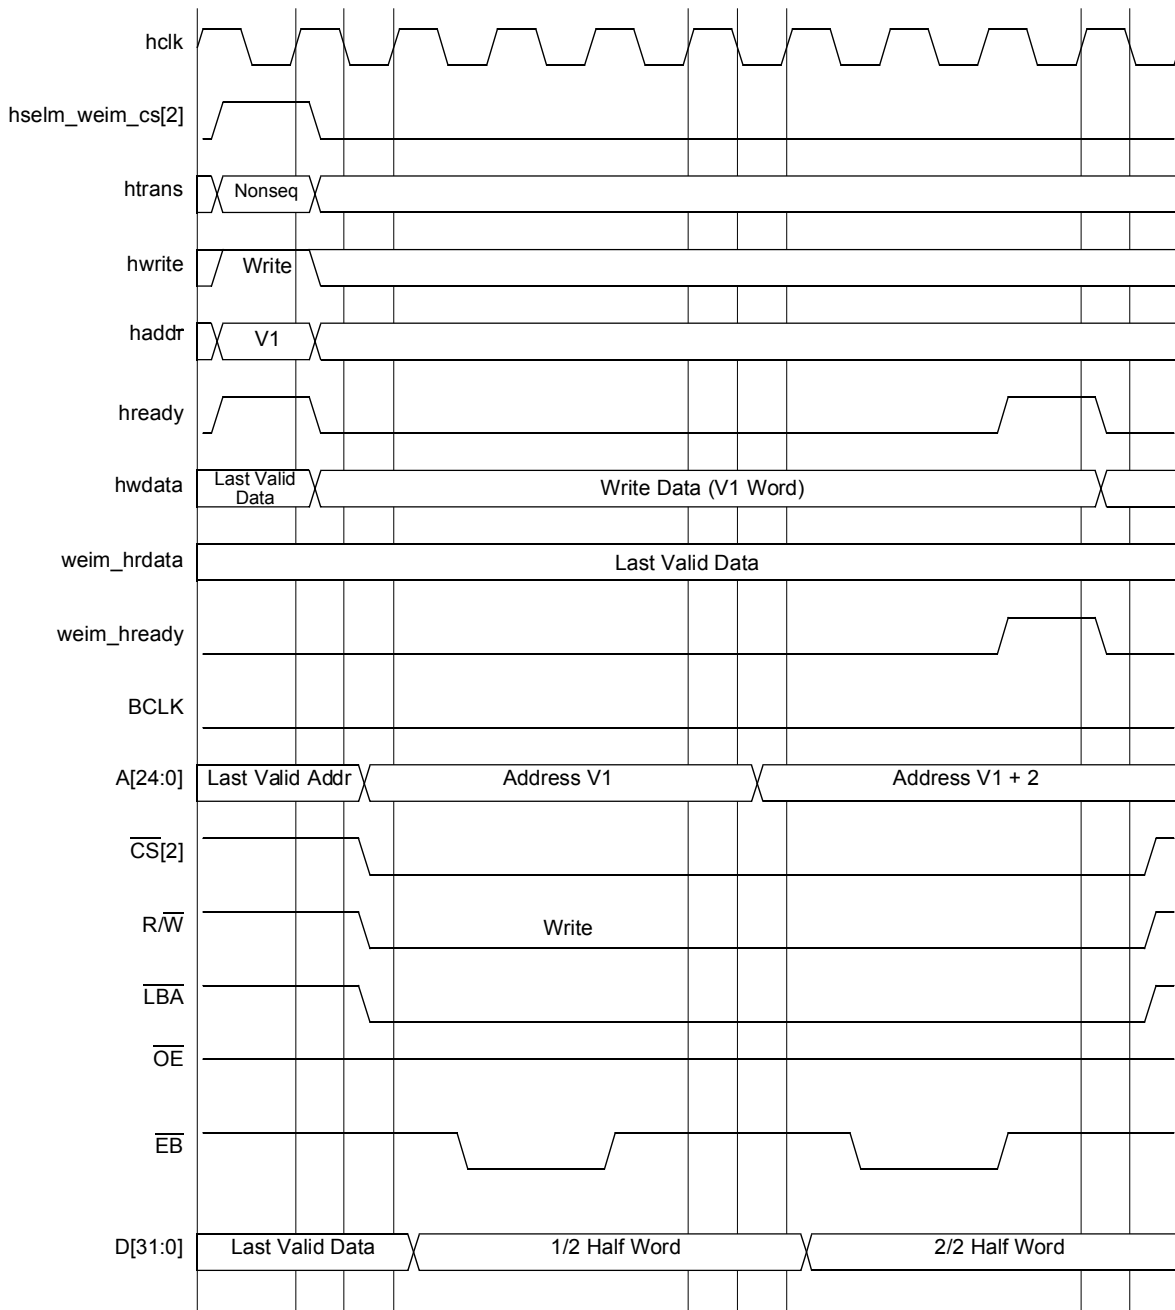 hclk
hselm_weim_cs[2]
htrans Nonseq
hwrite Write
haddr V1
hready
hwdata Last Valid Data Write Data (V1 Word)
weim_hrdata Last Valid Data
weim_hready
BCLK
A[24:0] Last Valid Addr Address V1 Address V1 + 2
CS[2]
R/W Write
LBA
OE
EB
D[31:0] Last Valid Data 1/2 Half Word 2/2 Half Word